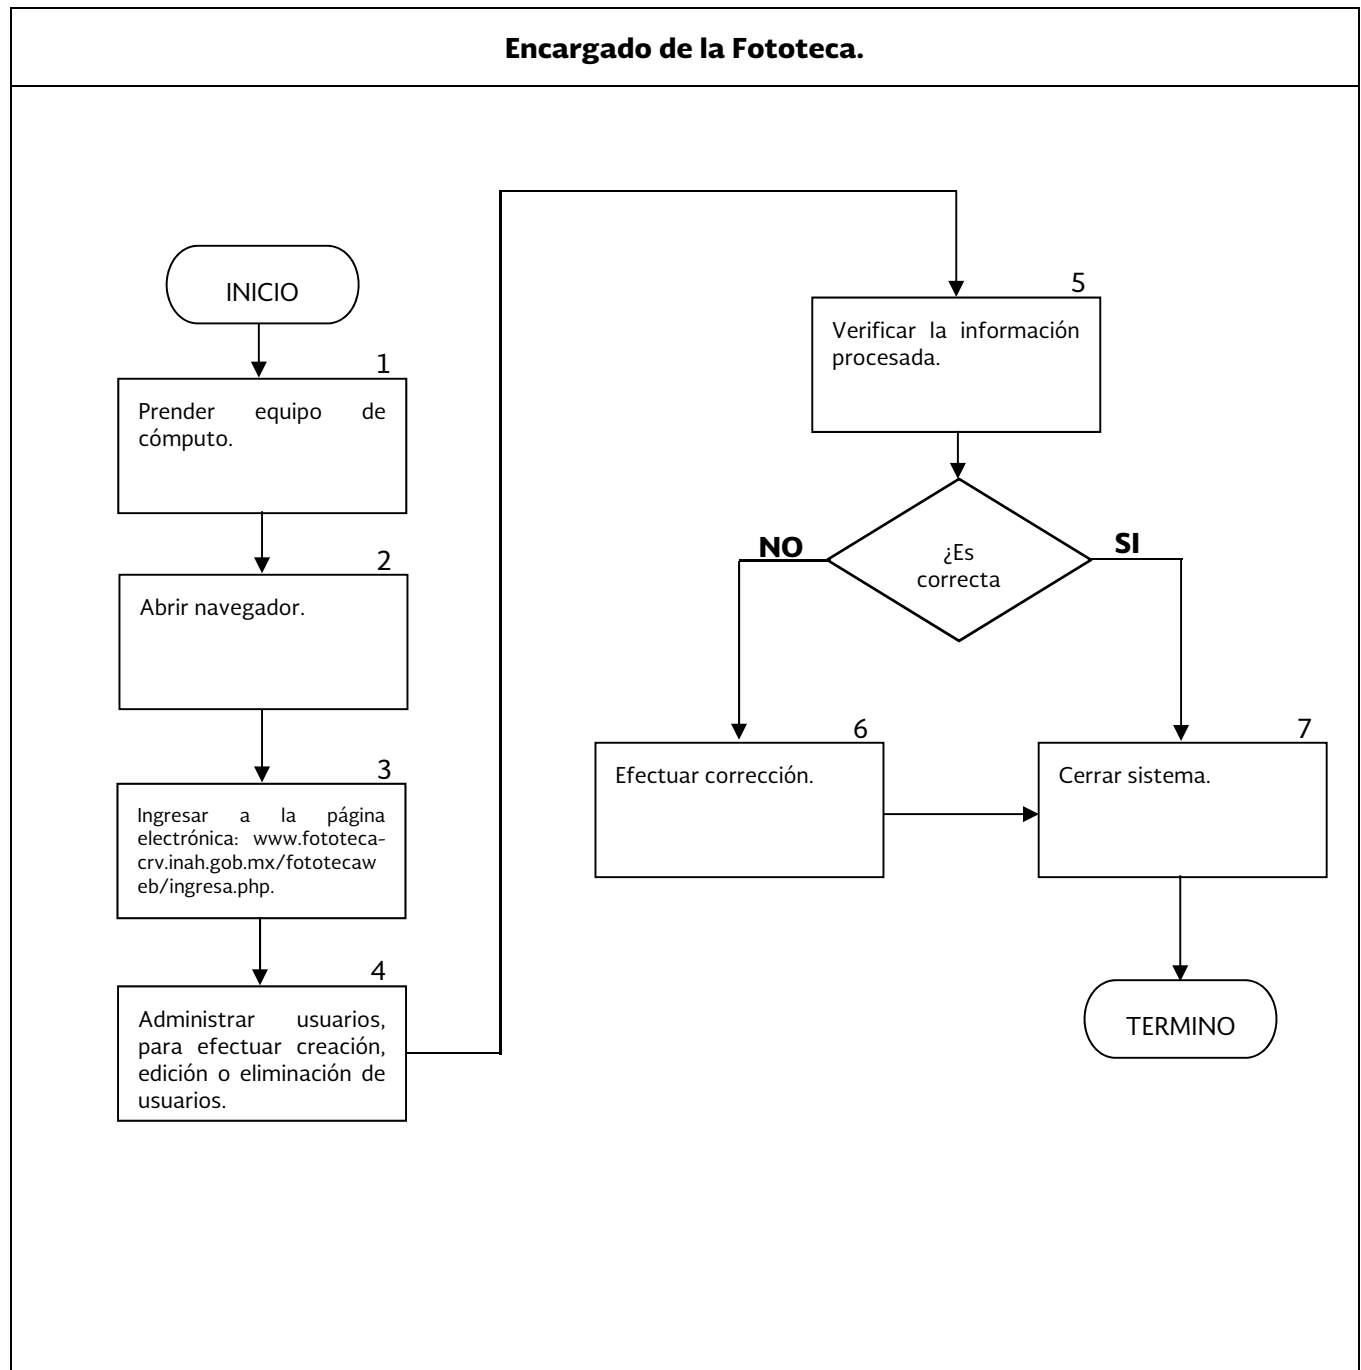 Encargado de la Fototeca.
INICIO
1
Prender equipo de
cómputo.
2
Abrir navegador.
3
Ingresar a la página
electrónica: www.fototeca-
crv.inah.gob.mx/fototecaw
eb/ingresa.php.
4
Administrar usuarios,
para efectuar creación,
edición o eliminación de
usuarios.
5
Verificar la información
procesada.
¿Es
correcta
NO
SI
6
Efectuar corrección.
7
Cerrar sistema.
TERMINO